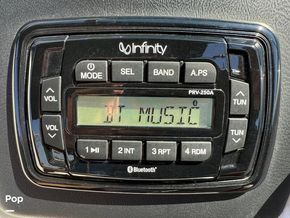 Infinity
MODE
SEL
BAND
A.PS
PRV-250A
VOL
TUN
BT MUSIC
VOL
TUN
1
2 INT
3 RPT
4 RDM
Bluetooth
Pop